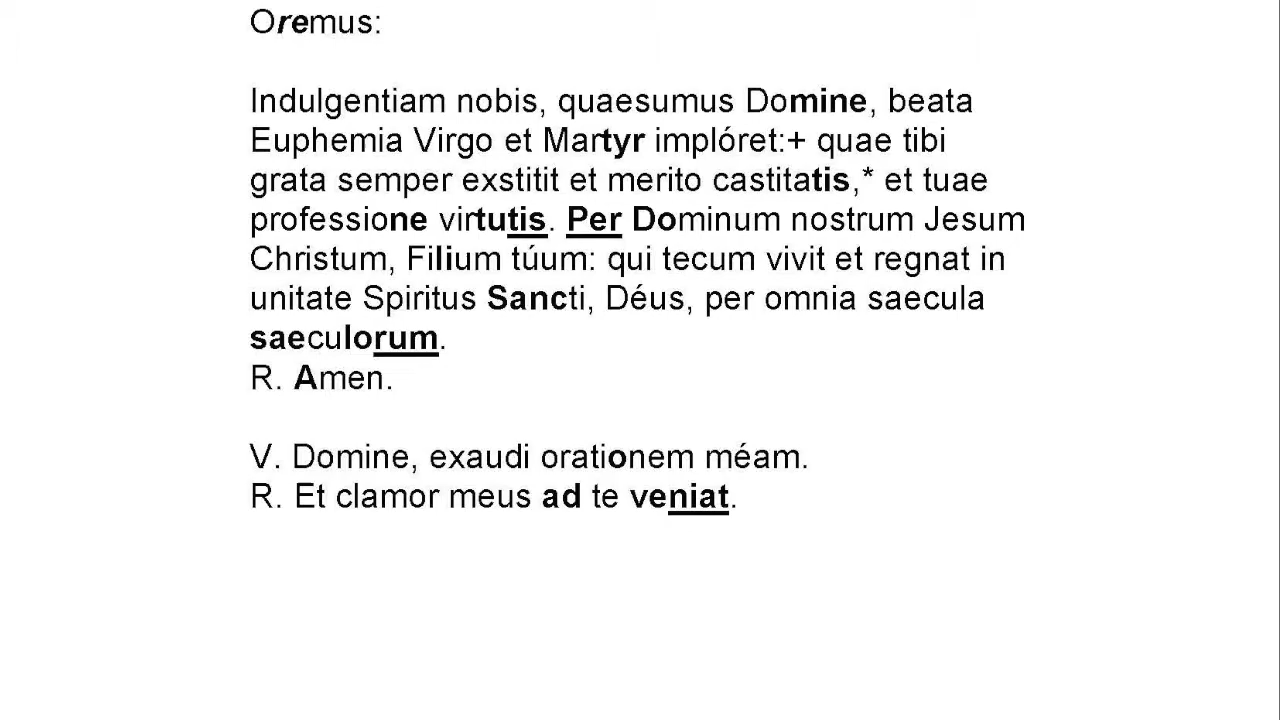 Oremus:
Indulgentiam nobis, quaesumus Domine, beata
Euphemia Virgo et Martyr implóret:+ quae tibi
grata semper exstitit et merito castitatis,* et tuae
professione virtutis. Per Dominum nostrum Jesum
Christum, Filium túum: qui tecum vivit et regnat in
unitate Spiritus Sancti, Déus, per omnia saecula
saeculorum.
R. Amen.
V. Domine, exaudi orationem méam.
R. Et clamor meus ad te veniat.